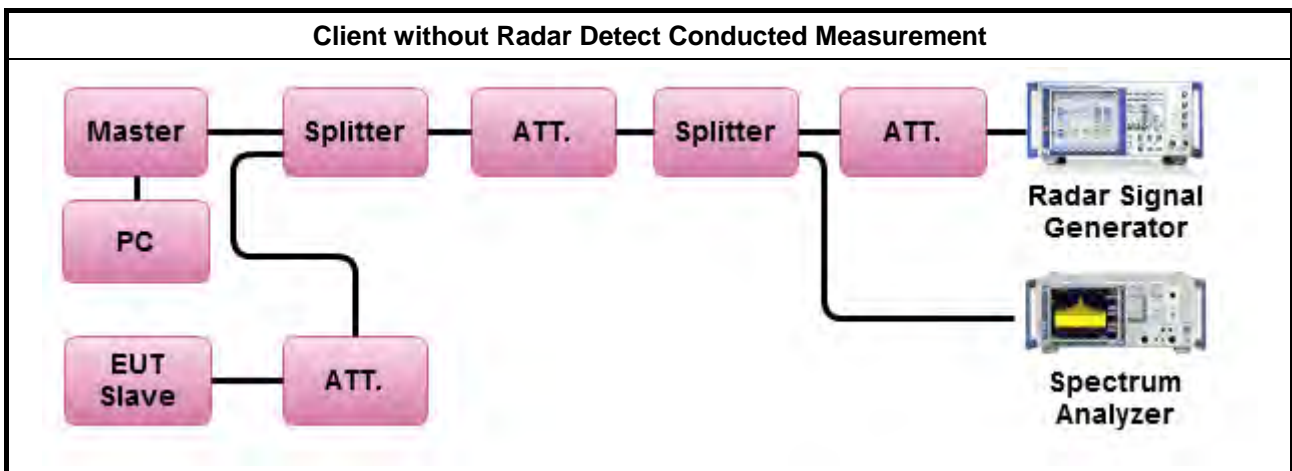 Client without Radar Detect Conducted Measurement
Master
Splitter
ATT.
Splitter
ATT.
Radar Signal
Generator
PC
EUT
Slave
ATT.
Spectrum
Analyzer